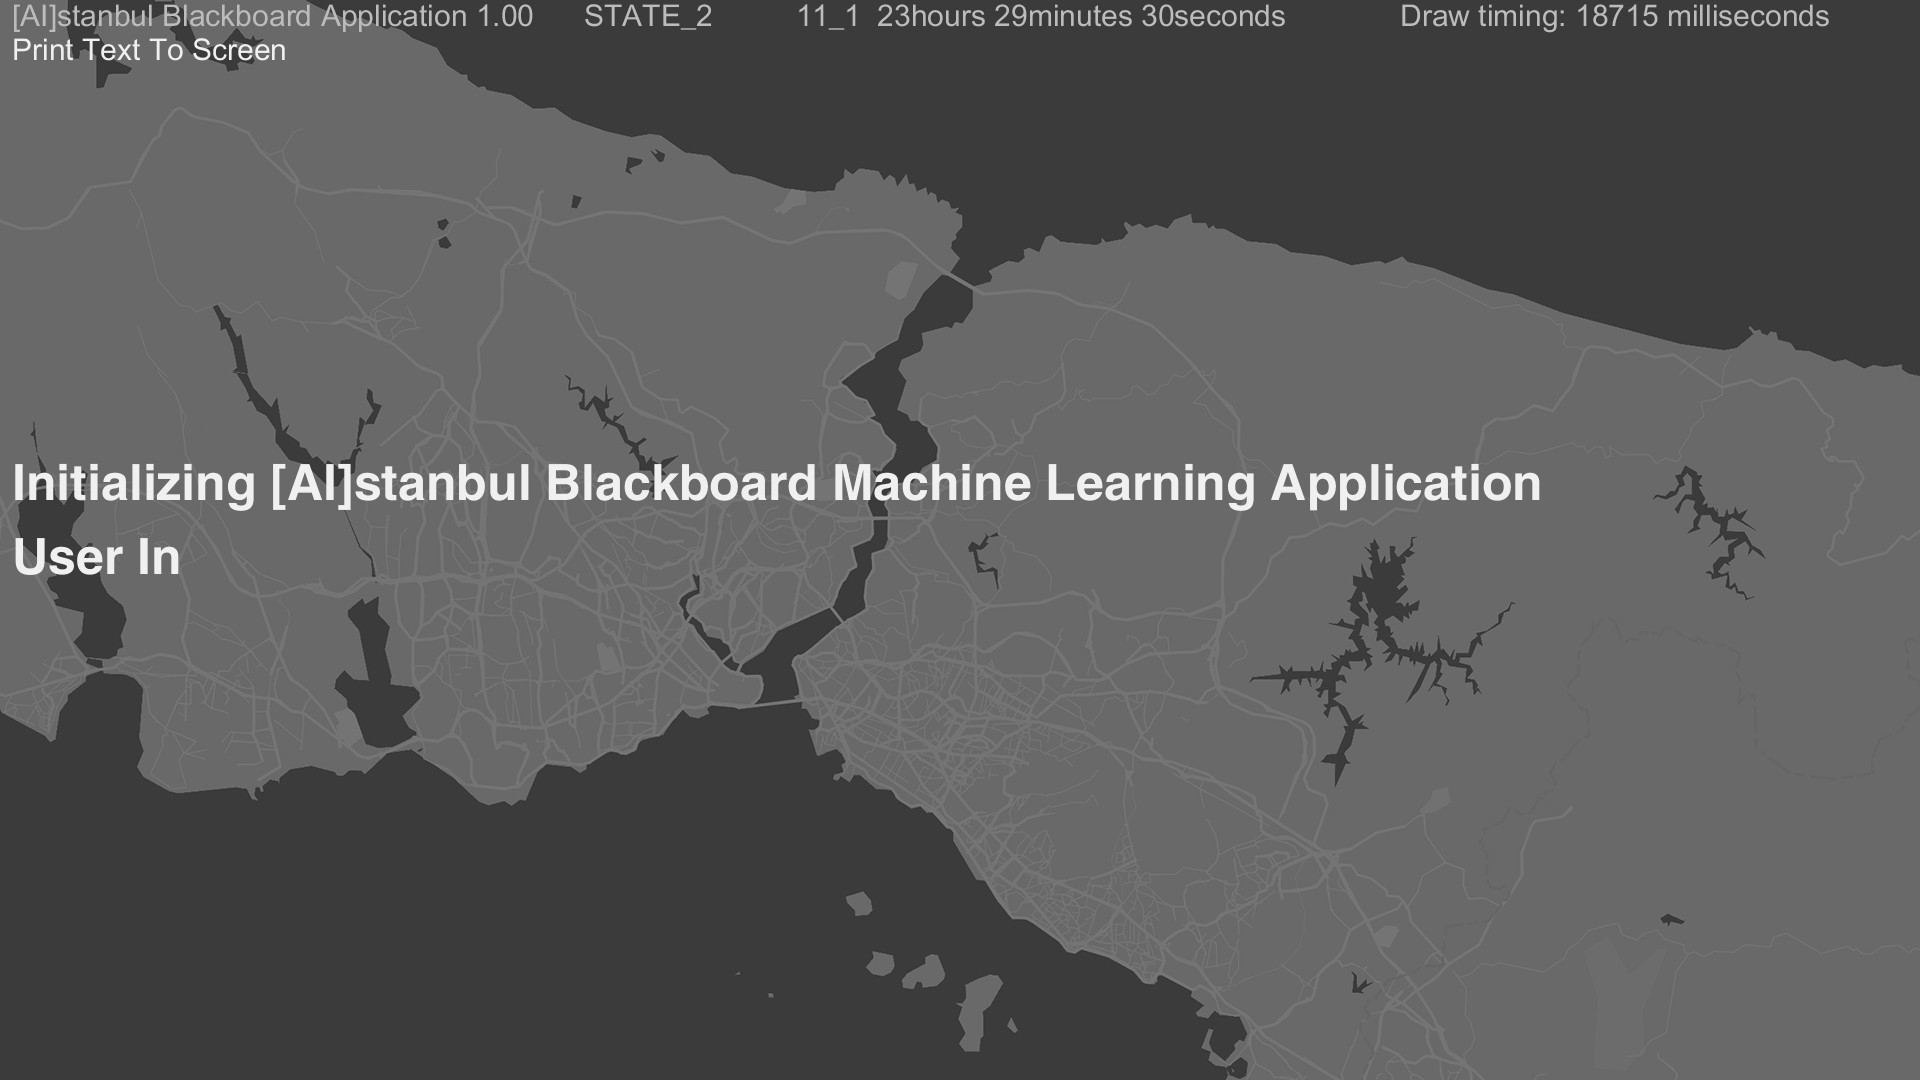 [AI]stanbul Blackboard Application 1.00 STATE_2 11_1 23hours 29minutes 30seconds Draw timing: 18715 milliseconds
Print Text To Screen
Initializing [AI]stanbul Blackboard Machine Learning Application
User In